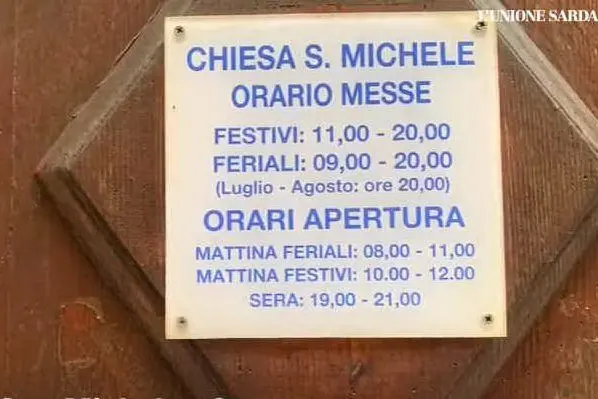 L'UNIONE SARDA
CHIESA S. MICHELE
ORARIO MESSE
FESTIVI: 11,00 - 20,00
FERIALI: 09,00 - 20,00
(Luglio - Agosto: ore 20,00)
ORARI APERTURA
MATTINA FERIALI: 08,00 - 11,00
MATTINA FESTIVI: 10.00 - 12.00
SERA: 19,00 - 21,00